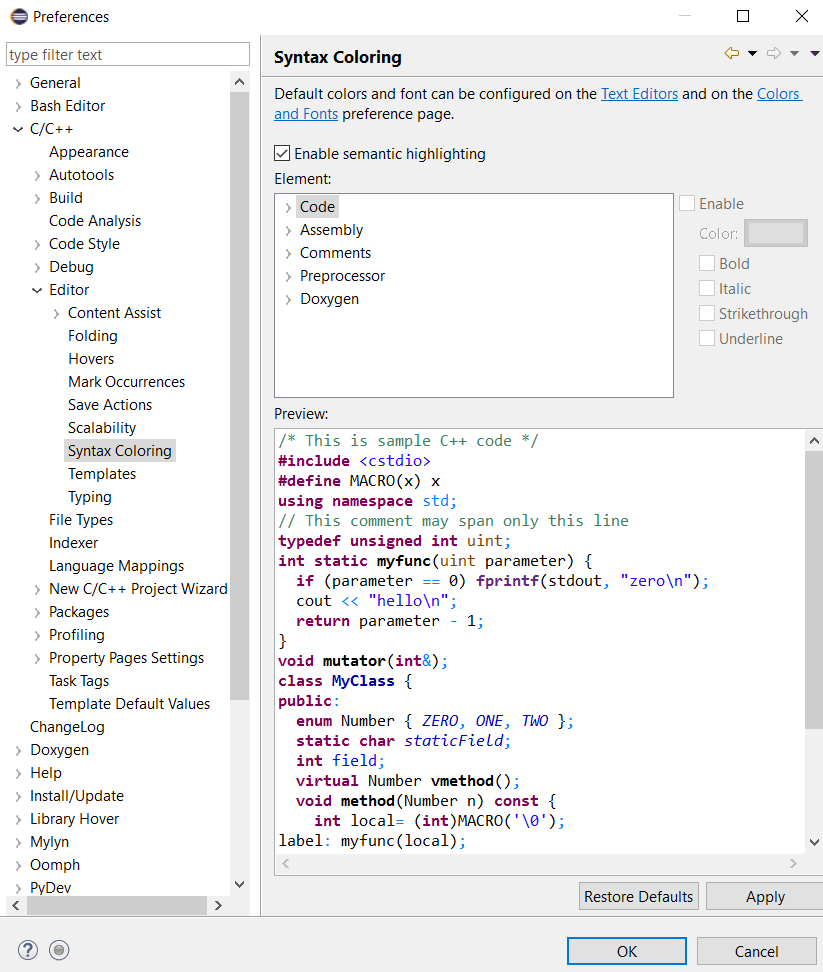 Preferences
type filter text
General
Bash Editor
C/C++
Appearance
Autotools
Build
Code Analysis
Code Style
Debug
Editor
Content Assist
Folding
Hovers
Mark Occurrences
Save Actions
Scalability
Syntax Coloring
Templates
Typing
File Types
Indexer
Language Mappings
New C/C++ Project Wizard
Packages
Profiling
Property Pages Settings
Task Tags
Template Default Values
ChangeLog
Doxygen
Help
Install/Update
Library Hover
Mylyn
Oomph
PyDev
Syntax Coloring
Default colors and font can be configured on the Text Editors and on the Colors
and Fonts preference page.
Enable semantic highlighting
Element:
Code
Assembly
Comments
Preprocessor
Doxygen
Enable
Color:
Bold
Italic
Strikethrough
Underline
Preview:
/* This is sample C++ code */
#include <cstdio>
#define MACRO(x) x
using namespace std;
// This comment may span only this line
typedef unsigned int uint;
int static myfunc(uint parameter) {
  if (parameter == 0) fprintf(stdout, "zero\n");
  cout << "hello\n";
  return parameter - 1;
}
void mutator(int&);
class MyClass {
public:
  enum Number { ZERO, ONE, TWO };
  static char staticField;
  int field;
  virtual Number vmethod();
  void method(Number n) const {
    int local= (int)MACRO('\0');
label: myfunc(local);
Restore Defaults
Apply
?
OK
Cancel